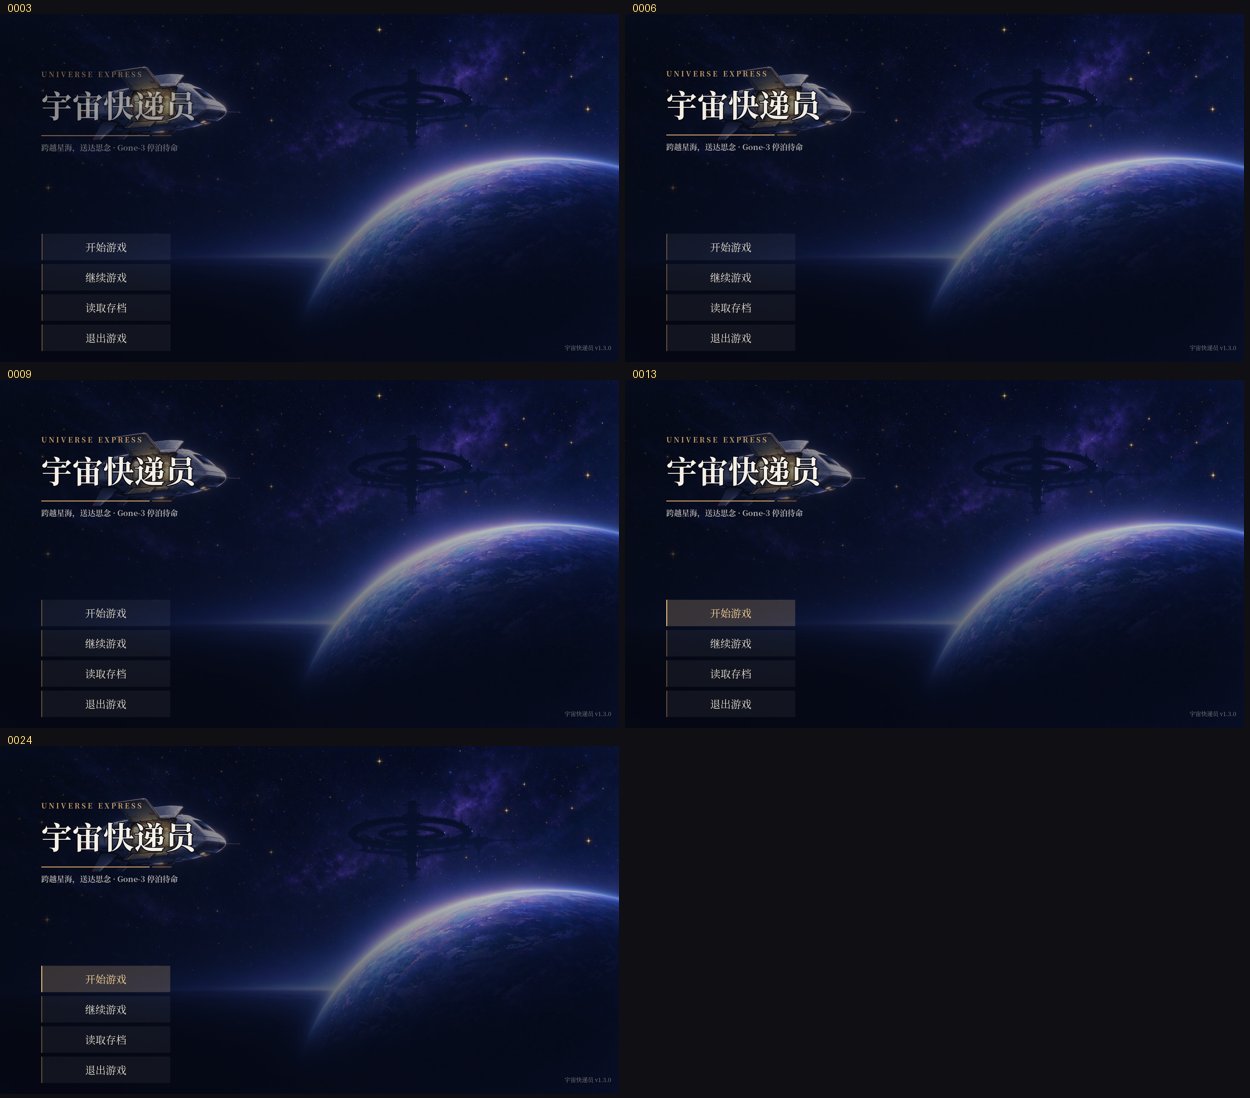 0003
UNIVERSE EXPRESS
宇宙快递员
跨越星海，送达思念 · Gone-3 停泊待命
开始游戏
继续游戏
读取存档
退出游戏
宇宙快递员 v1.3.0
0006
UNIVERSE EXPRESS
宇宙快递员
跨越星海，送达思念 · Gone-3 停泊待命
开始游戏
继续游戏
读取存档
退出游戏
宇宙快递员 v1.3.0
0009
UNIVERSE EXPRESS
宇宙快递员
跨越星海，送达思念 · Gone-3 停泊待命
开始游戏
继续游戏
读取存档
退出游戏
宇宙快递员 v1.3.0
0013
UNIVERSE EXPRESS
宇宙快递员
跨越星海，送达思念 · Gone-3 停泊待命
开始游戏
继续游戏
读取存档
退出游戏
宇宙快递员 v1.3.0
0024
UNIVERSE EXPRESS
宇宙快递员
跨越星海，送达思念 · Gone-3 停泊待命
开始游戏
继续游戏
读取存档
退出游戏
宇宙快递员 v1.3.0